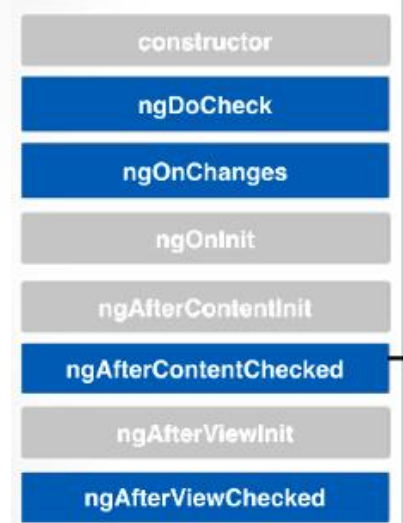 constructor
ngDoCheck
ngOnChanges
ngOnInit
ngAfterContentInit
ngAfterContentChecked
ngAfterViewInit
ngAfterViewChecked